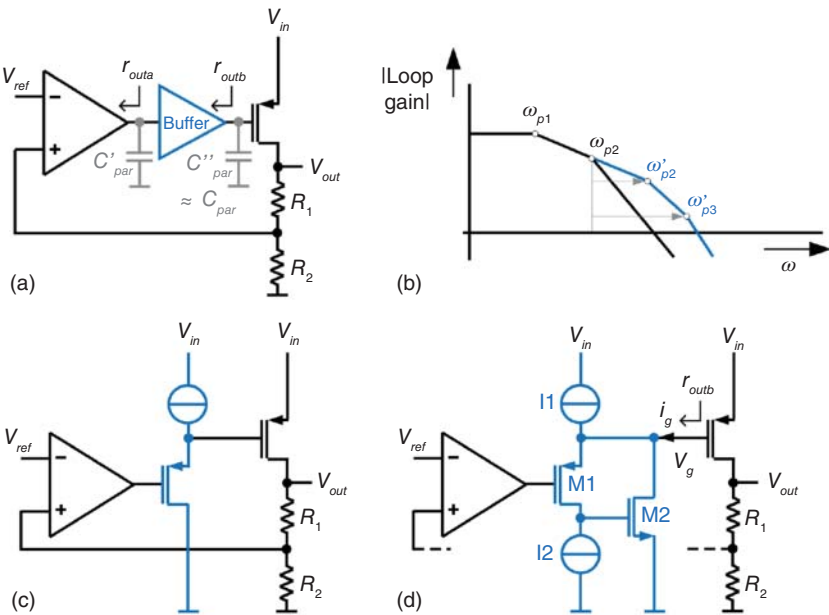 V_in
V_ref
r_outa
r_outb
Buffer
C'_par
C''_par
≈ C_par
V_out
R_1
R_2
(a)
|Loop
gain|
ω_p1
ω_p2
ω'_p2
ω'_p3
ω
(b)
V_in V_in
V_ref
V_out
R_1
R_2
(c)
V_in V_in
I1
r_outb
i_g
V_g
V_ref
M1
M2
V_out
I2
R_1
R_2
(d)